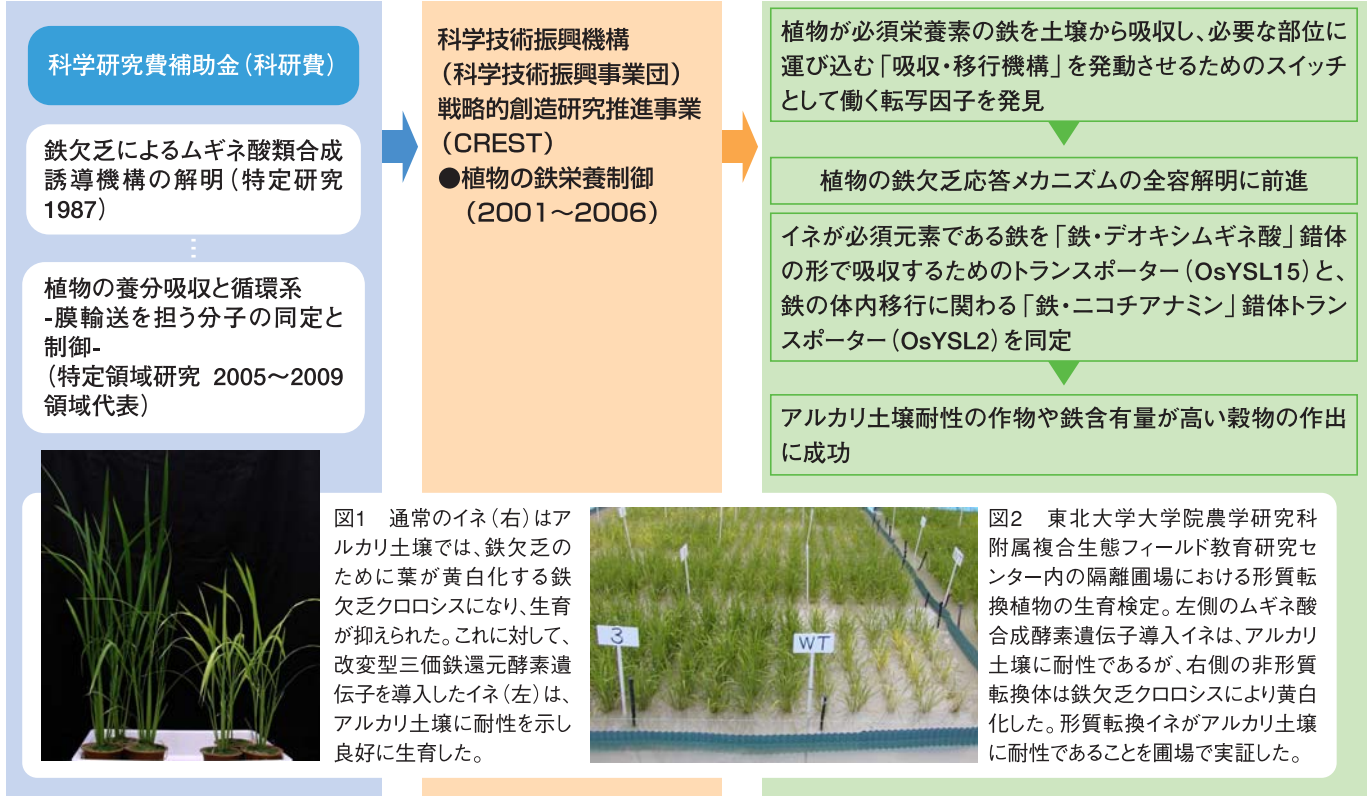 科学研究費補助金（科研費）
鉄欠乏によるムギネ酸類合成
誘導機構の解明（特定研究
1987）
植物の養分吸収と循環系
-膜輸送を担う分子の同定と
制御-
（特定領域研究 2005～2009
領域代表）
科学技術振興機構
（科学技術振興事業団）
戦略的創造研究推進事業
（CREST）
●植物の鉄栄養制御
（2001～2006）
植物が必須栄養素の鉄を土壌から吸収し、必要な部位に
運び込む「吸収・移行機構」を発動させるためのスイッチ
として働く転写因子を発見
植物の鉄欠乏応答メカニズムの全容解明に前進
イネが必須元素である鉄を「鉄・デオキシムギネ酸」錯体
の形で吸収するためのトランスポーター（OsYSL15）と、
鉄の体内移行に関わる「鉄・ニコチアナミン」錯体トラン
スポーター（OsYSL2）を同定
アルカリ土壌耐性の作物や鉄含有量が高い穀物の作出
に成功
図1　通常のイネ（右）はア
ルカリ土壌では、鉄欠乏の
ために葉が黄白化する鉄
欠乏クロロシスになり、生育
が抑えられた。これに対して、
改変型三価鉄還元酵素遺
伝子を導入したイネ（左）は、
アルカリ土壌に耐性を示し
良好に生育した。
3
WT
図2　東北大学大学院農学研究科
附属複合生態フィールド教育研究セ
ンター内の隔離圃場における形質転
換植物の生育検定。左側のムギネ酸
合成酵素遺伝子導入イネは、アルカリ
土壌に耐性であるが、右側の非形質
転換体は鉄欠乏クロロシスにより黄白
化した。形質転換イネがアルカリ土壌
に耐性であることを圃場で実証した。